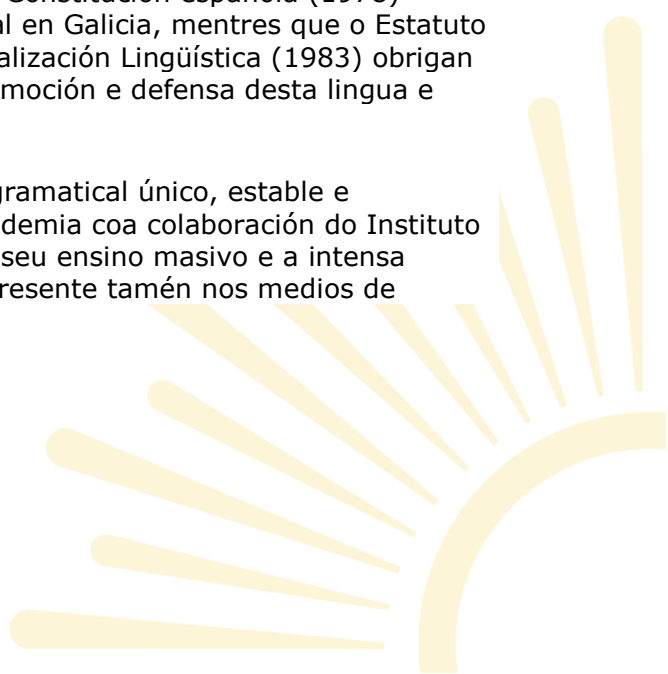 Constitución española (1978)
al en Galicia, mentres que o Estatuto
alización Lingüística (1983) obrigan
moción e defensa desta lingua e
gramatical único, estable e
demia coa colaboración do Instituto
seu ensino masivo e a intensa
resente tamén nos medios de